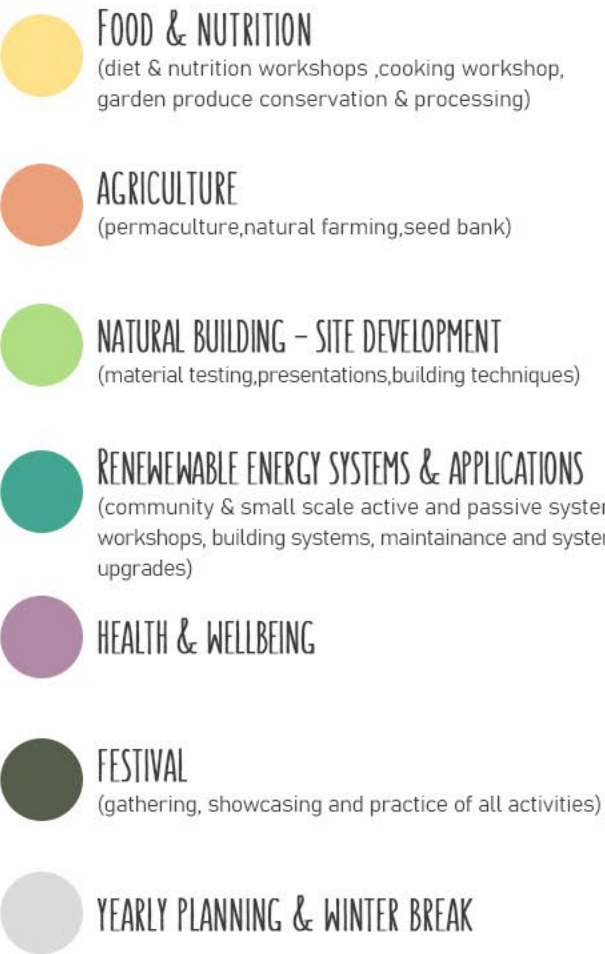 FOOD & NUTRITION
(diet & nutrition workshops ,cooking workshop,
garden produce conservation & processing)
AGRICULTURE
(permaculture,natural farming,seed bank)
NATURAL BUILDING – SITE DEVELOPMENT
(material testing,presentations,building techniques)
RENEWEWABLE ENERGY SYSTEMS & APPLICATIONS
(community & small scale active and passive system
workshops, building systems, maintainance and system
upgrades)
HEALTH & WELLBEING
FESTIVAL
(gathering, showcasing and practice of all activities)
YEARLY PLANNING & WINTER BREAK